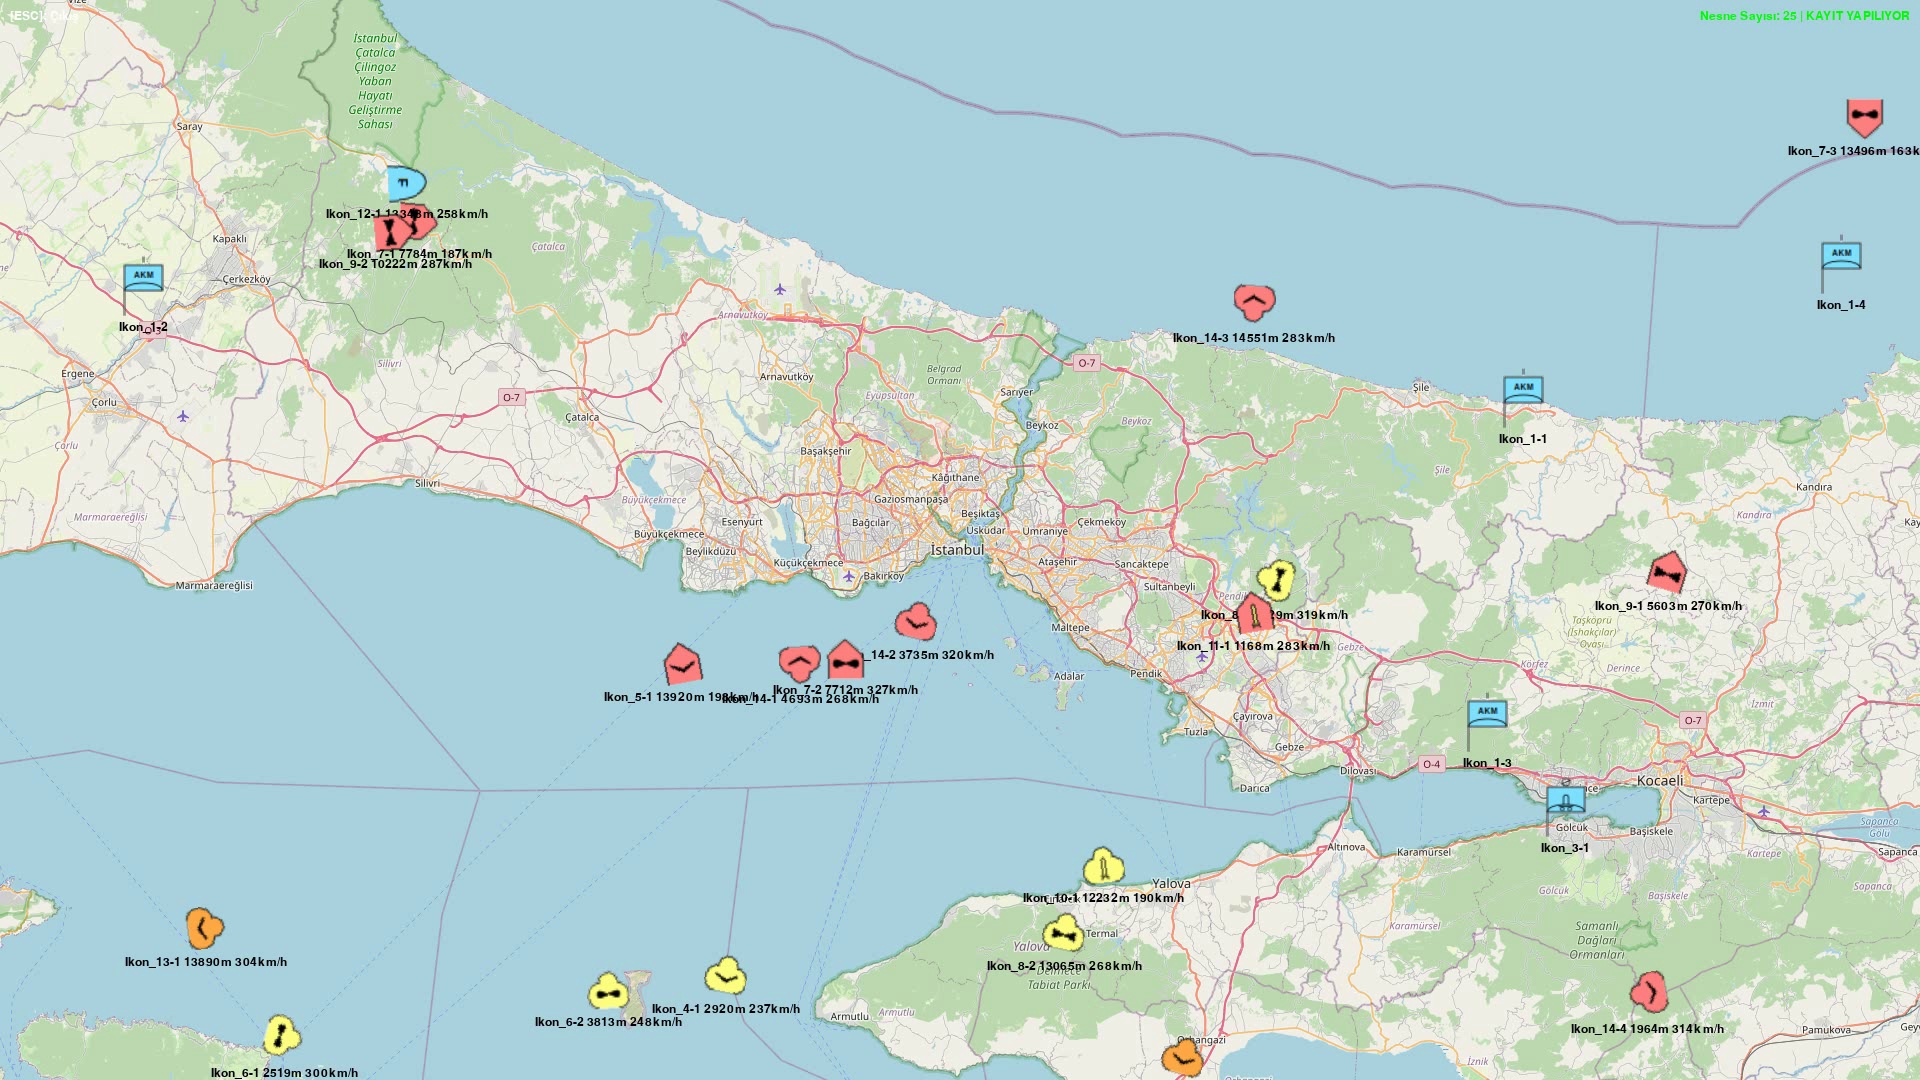 [ESC]- Çıkış
Nesne Sayısı: 25 | KAYIT YAPILIYOR
Vize
İstanbul
Çatalca
Çilingoz
Yaban
Hayatı
Geliştirme
Sahası
Saray
Ikon_7-3 13496m 163k
Ikon_12-1 13348m 258km/h
Kapaklı
Çatalca
Ikon_7-1 7784m 187km/h
Ikon_9-2 10222m 287km/h
AKM
Çerkezköy
AKM
Ikon_1-4
Arnavutköy
Ikon_1-2
Ikon_14-3 14551m 283km/h
Silivri
O-7
Ergene
Arnavutköy
Belgrad
Ormanı
Eyüpsultan
Sarıyer
AKM
Şile
O-7
Çorlu
Çatalca
Beykoz
Beykoz
Ikon_1-1
Çorlu
Başakşehir
Şile
Silivri
Kâğıthane
Kandıra
Büyükçekmece
Gaziosmanpaşa
Beşiktaş
Marmaraereğlisi
Esenyurt
Bağcılar
Çekmeköy
Kandıra
Kay
Büyükçekmece
Üsküdar
Ümraniye
Beylikdüzü
İstanbul
Küçükçekmece
Ataşehir
Sancaktepe
Bakırköy
Marmaraereğlisi
Sultanbeyli
Pendik
Ikon_9-1 5603m 270km/h
Ikon_8 29m 319km/h
Taşköprü
(İshakçılar)
Ovası
Maltepe
Ikon_11-1 1168m 283km/h
Gebze
_14-2 3735m 320km/h
Körfez
Derince
Adalar
Pendik
Ikon_7-2 7712m 327km/h
Ikon_5-1 13920m 198km/h
Ikon_14-1 4693m 268km/h
İzmit
AKM
Çayırova
O-7
Tuzla
Gebze
Ikon_1-3
O-4
Dilovası
Kocaeli
Darıca
Kartepe
Gölcük
Başiskele
Sapanca
Gölü
Altınova
Karamürsel
Ikon_3-1
Kartepe
Sapanca
Yalova
Sapanca
Gölcük
Başiskele
Ikon_10-1 12232m 190km/h
Karamürsel
Samanlı
Dağları
Ormanları
Termal
Yalova
Ikon_13-1 13890m 304km/h
Ikon_8-2 13065m 268km/h
Delmece
Tabiat Parkı
Ikon_4-1 2920m 237km/h
Ikon_6-2 3813m 248km/h
Armutlu
Armutlu
Ikon_14-4 1964m 314km/h
Pamukova
Geyve
Orhangazi
İznik
Ikon_6-1 2519m 300km/h
Orhangazi